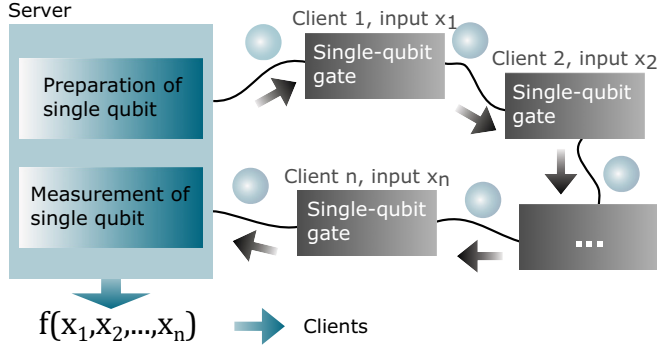 Server
Preparation of
single qubit
Client 1, input x₁
Single-qubit
gate
Client 2, input x₂
Single-qubit
gate
...
Client n, input xₙ
Single-qubit
gate
Measurement of
single qubit
f(x₁,x₂,...,xₙ)
Clients